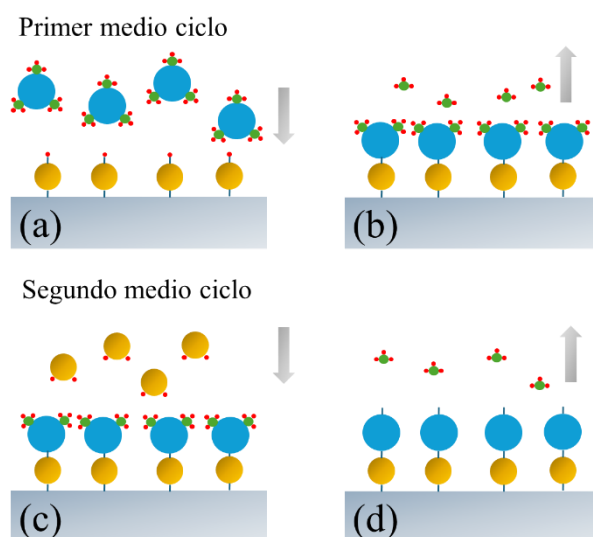 Primer medio ciclo
(a)
(b)
Segundo medio ciclo
(c)
(d)